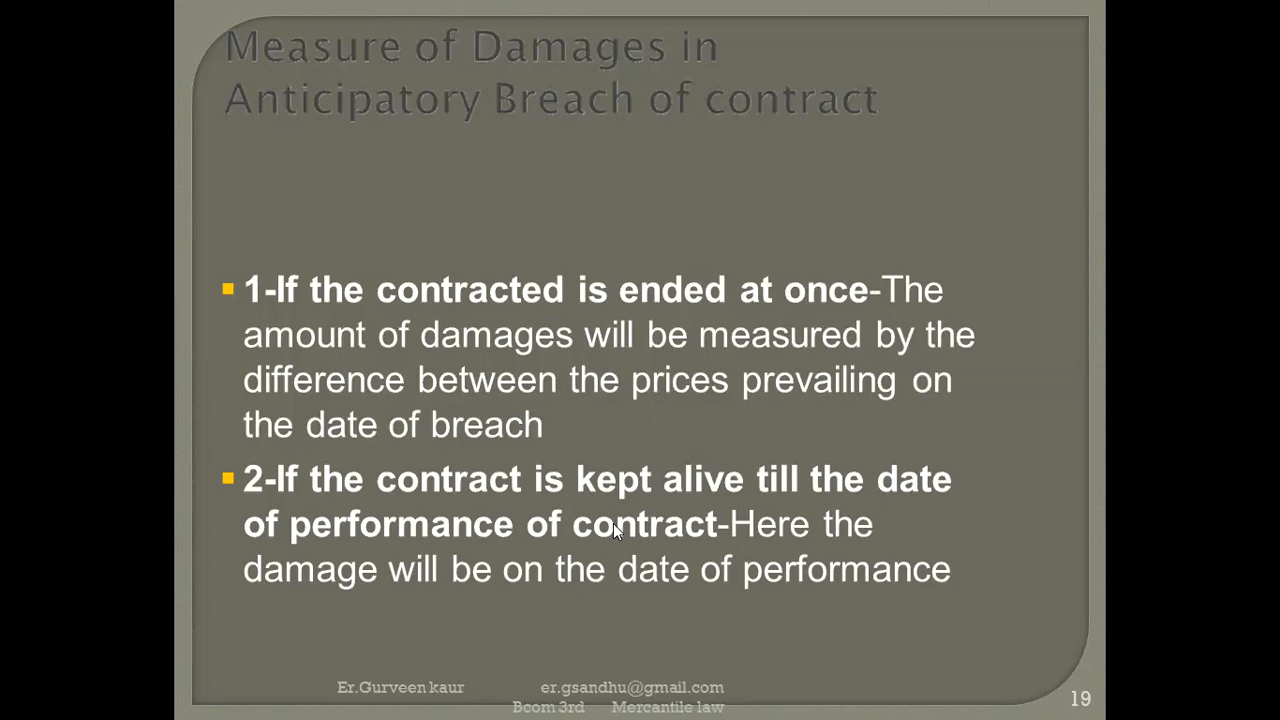 Measure of Damages in
Anticipatory Breach of contract
1-If the contracted is ended at once-The
amount of damages will be measured by the
difference between the prices prevailing on
the date of breach
2-If the contract is kept alive till the date
of performance of contract-Here the
damage will be on the date of performance
Er.Gurveen kaur er.gsandhu@gmail.com
Bcom 3rd Mercantile law
19